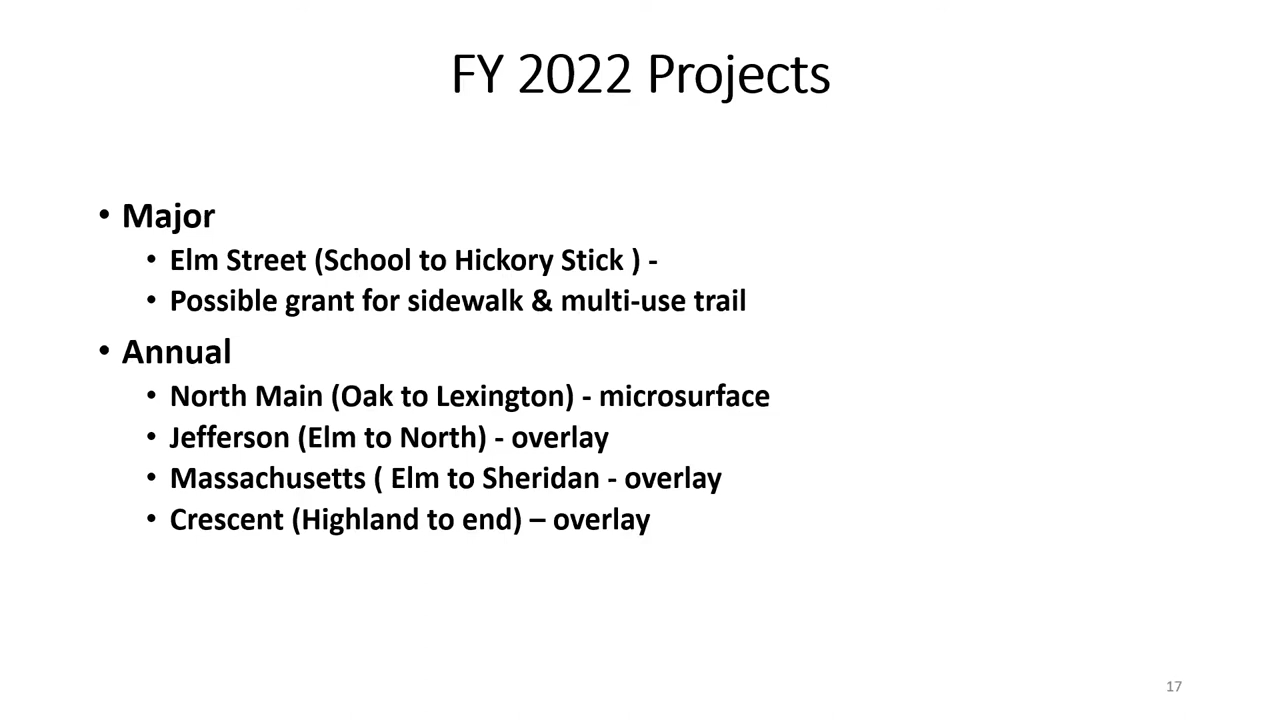 FY 2022 Projects
• Major
• Elm Street (School to Hickory Stick ) -
• Possible grant for sidewalk & multi-use trail
• Annual
• North Main (Oak to Lexington) - microsurface
• Jefferson (Elm to North) - overlay
• Massachusetts ( Elm to Sheridan - overlay
• Crescent (Highland to end) – overlay
17